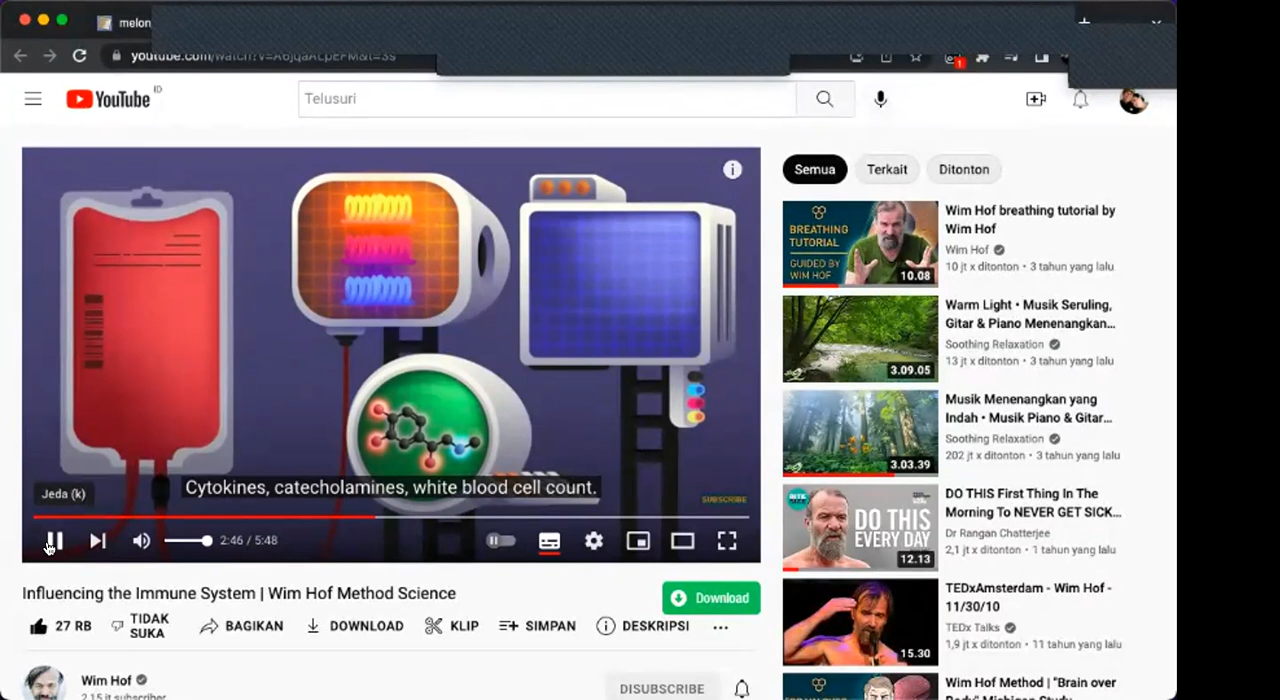 melon
youtube.com/watch?v=A6jqaALpEFM&t=3s
1
YouTube ID
Telusuri
Semua
Terkait
Ditonton
Jeda (k)
Cytokines, catecholamines, white blood cell count.
SUBSCRIBE
2:46 / 5:48
Influencing the Immune System | Wim Hof Method Science
Download
27 RB
TIDAK
SUKA
BAGIKAN
DOWNLOAD
KLIP
SIMPAN
DESKRIPSI
Wim Hof
2,15 jt subscriber
DISUBSCRIBE
BREATHING
TUTORIAL
GUIDED BY
WIM HOF
10.08
Wim Hof breathing tutorial by
Wim Hof
Wim Hof
10 jt x ditonton • 3 tahun yang lalu
3.09.05
Warm Light • Musik Seruling,
Gitar & Piano Menenangkan...
Soothing Relaxation
13 jt x ditonton • 3 tahun yang lalu
3.03.39
Musik Menenangkan yang
Indah • Musik Piano & Gitar...
Soothing Relaxation
202 jt x ditonton • 3 tahun yang lalu
DO THIS
EVERY DAY
12.13
DO THIS First Thing In The
Morning To NEVER GET SICK...
Dr Rangan Chatterjee
2,1 jt x ditonton • 1 tahun yang lalu
15.30
TEDxAmsterdam - Wim Hof -
11/30/10
TEDx Talks
1,9 jt x ditonton • 11 tahun yang lalu
Wim Hof Method | "Brain over
Body" Michigan Study